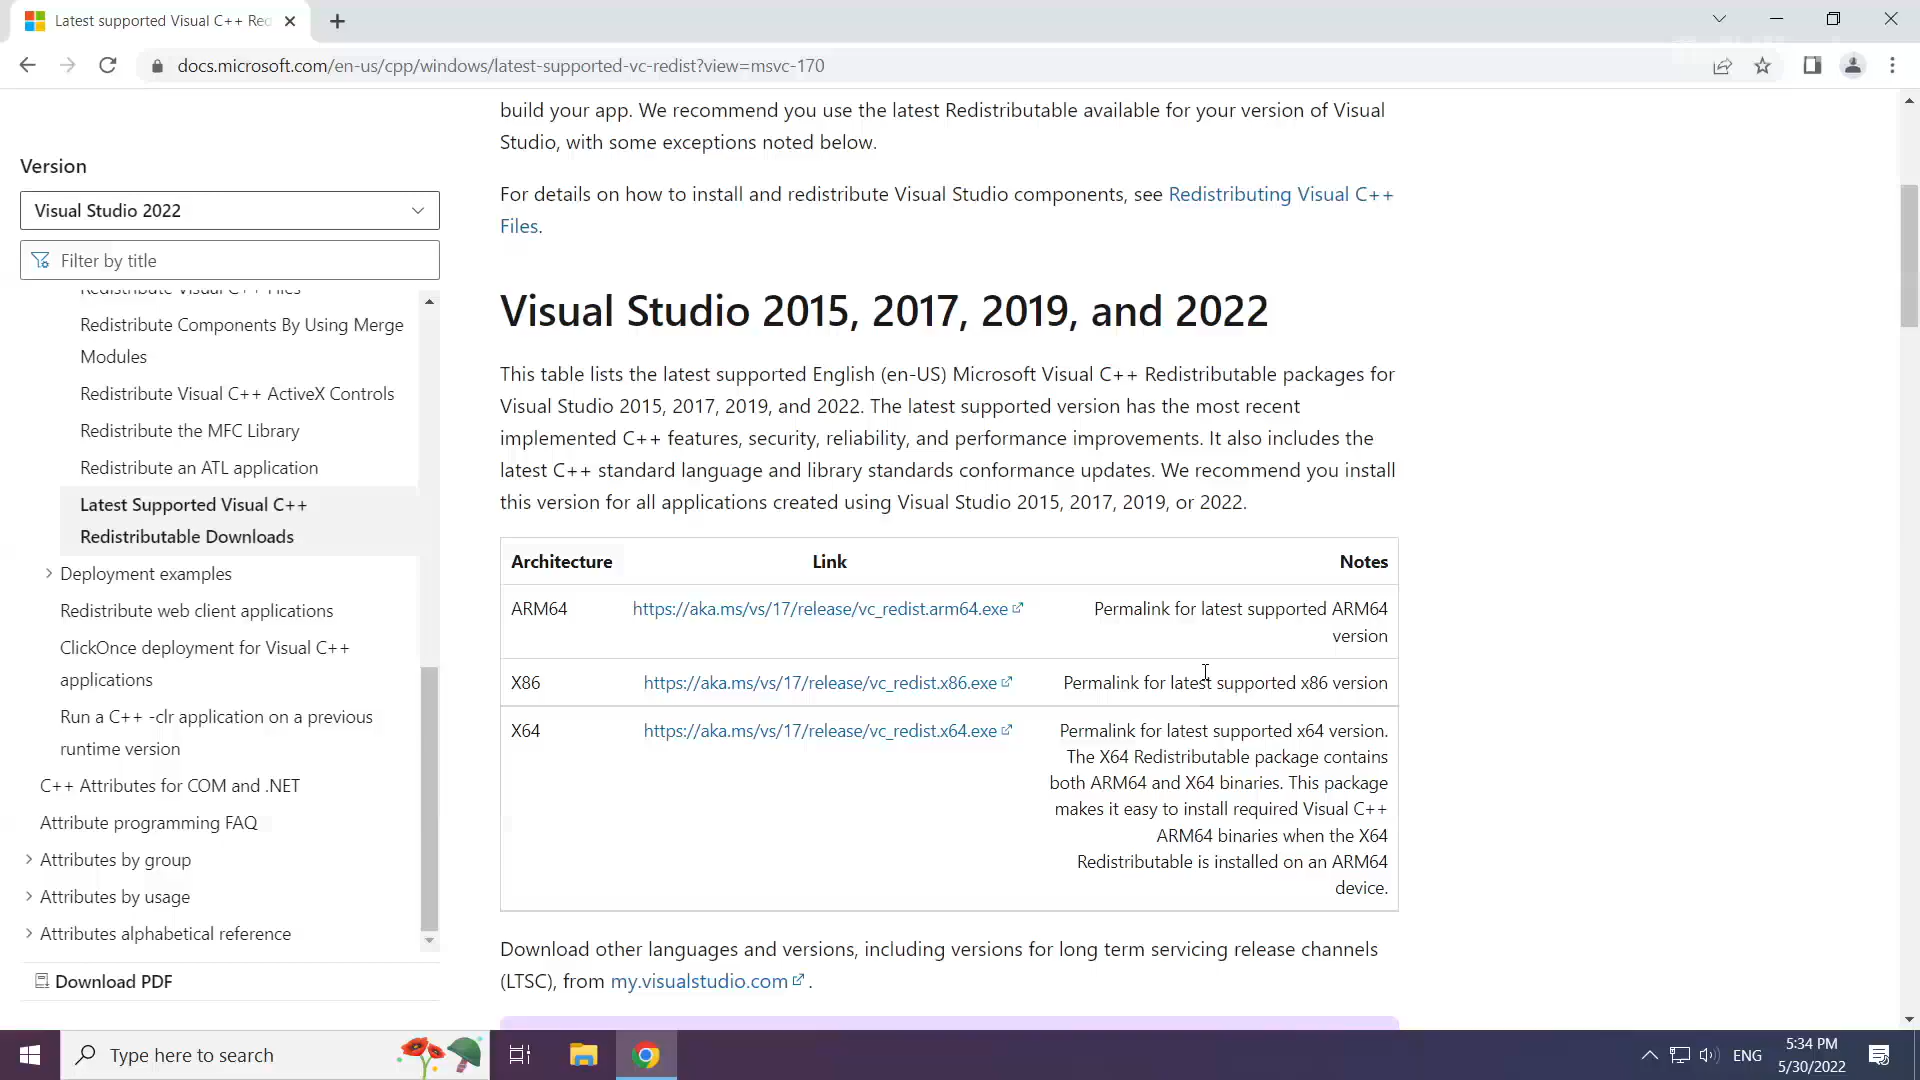 Latest supported Visual C++ Red
docs.microsoft.com/en-us/cpp/windows/latest-supported-vc-redist?view=msvc-170
Version
Visual Studio 2022
Filter by title
Redistribute Visual C++ Files
Redistribute Components By Using Merge
Modules
Redistribute Visual C++ ActiveX Controls
Redistribute the MFC Library
Redistribute an ATL application
Latest Supported Visual C++
Redistributable Downloads
Deployment examples
Redistribute web client applications
ClickOnce deployment for Visual C++
applications
Run a C++ -clr application on a previous
runtime version
C++ Attributes for COM and .NET
Attribute programming FAQ
Attributes by group
Attributes by usage
Attributes alphabetical reference
Download PDF
build your app. We recommend you use the latest Redistributable available for your version of Visual
Studio, with some exceptions noted below.
For details on how to install and redistribute Visual Studio components, see Redistributing Visual C++
Files.
Visual Studio 2015, 2017, 2019, and 2022
This table lists the latest supported English (en-US) Microsoft Visual C++ Redistributable packages for
Visual Studio 2015, 2017, 2019, and 2022. The latest supported version has the most recent
implemented C++ features, security, reliability, and performance improvements. It also includes the
latest C++ standard language and library standards conformance updates. We recommend you install
this version for all applications created using Visual Studio 2015, 2017, 2019, or 2022.
Architecture Link Notes
ARM64 https://aka.ms/vs/17/release/vc_redist.arm64.exe Permalink for latest supported ARM64
version
X86 https://aka.ms/vs/17/release/vc_redist.x86.exe Permalink for latest supported x86 version
X64 https://aka.ms/vs/17/release/vc_redist.x64.exe Permalink for latest supported x64 version.
The X64 Redistributable package contains
both ARM64 and X64 binaries. This package
makes it easy to install required Visual C++
ARM64 binaries when the X64
Redistributable is installed on an ARM64
device.
Download other languages and versions, including versions for long term servicing release channels
(LTSC), from my.visualstudio.com .
Type here to search
ENG
5:34 PM
5/30/2022